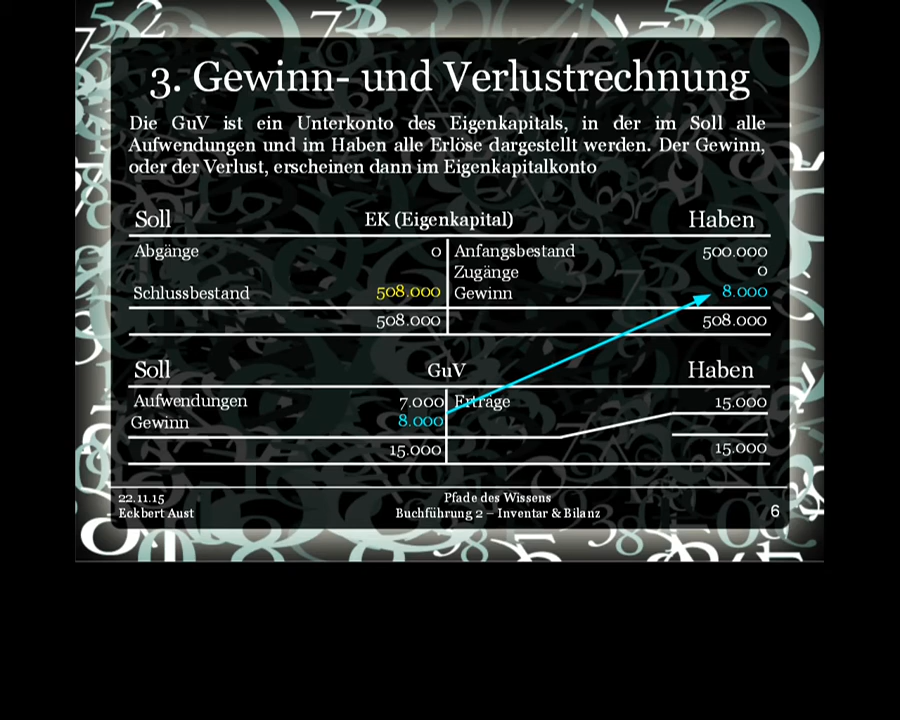 3. Gewinn- und Verlustrechnung
Die GuV ist ein Unterkonto des Eigenkapitals, in der im Soll alle
Aufwendungen und im Haben alle Erlöse dargestellt werden. Der Gewinn,
oder der Verlust, erscheinen dann im Eigenkapitalkonto
Soll EK (Eigenkapital) Haben
Abgänge 0 Anfangsbestand 500.000
Zugänge 0
Schlussbestand 508.000 Gewinn 8.000
508.000 508.000
Soll GuV Haben
Aufwendungen 7.000 Erträge 15.000
Gewinn 8.000
15.000 15.000
22.11.15 Pfade des Wissens
Eckbert Aust Buchführung 2 – Inventar & Bilanz 6